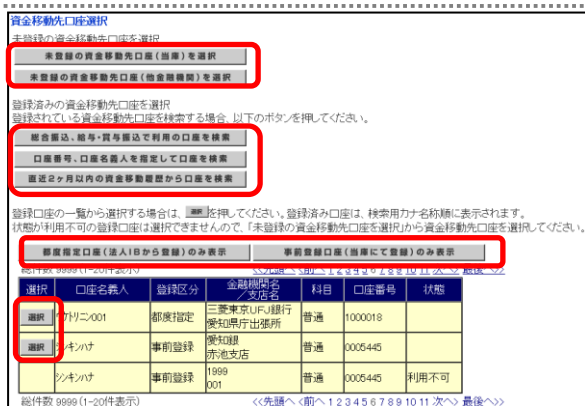 資金移動先口座選択
未登録の資金移動先口座を選択
未登録の資金移動先口座(当庫)を選択
未登録の資金移動先口座(他金融機関)を選択
登録済みの資金移動先口座を選択
登録されている資金移動先口座を検索する場合、以下のボタンを押してください。
総合振込、給与・賞与振込で利用の口座を検索
口座番号、口座名義人を指定して口座を検索
直近2ヶ月以内の資金移動履歴から口座を検索
登録口座の一覧から選択する場合は、選択を押してください。登録済み口座は、検索用カナ名称順に表示されます。
状態が利用不可の登録口座は選択できませんので、「未登録の資金移動先口座を選択」から資金移動先口座を選択してください。
都度指定口座(法人IBから登録)のみ表示 事前登録口座(当庫にて登録)のみ表示
総件数 9999(1-20件表示) <<先頭へ <前へ 1 2 3 4 5 6 7 8 9 10 11 次へ> 最後へ>>
選択 口座名義人 登録区分 金融機関名/支店名 科目 口座番号 状態
選択 ウケトリニン001 都度指定 三菱東京UFJ銀行 愛知県庁出張所 普通 1000018
選択 シンキンハナ 事前登録 愛知銀 赤池支店 普通 0005445
シンキンハナ 事前登録 1999 001 普通 0005445 利用不可
総件数 9999(1-20件表示) <<先頭へ <前へ 1 2 3 4 5 6 7 8 9 10 11 次へ> 最後へ>>